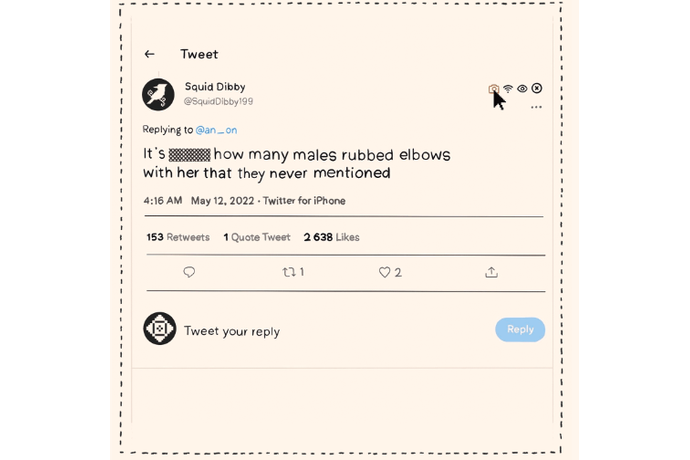 Tweet
Squid Dibby
@SquidDibby199
Replying to @an_on
It's how many males rubbed elbows
with her that they never mentioned
4:16 AM May 12, 2022 · Twitter for iPhone
153 Retweets 1 Quote Tweet 2 638 Likes
1 2
Tweet your reply
Reply